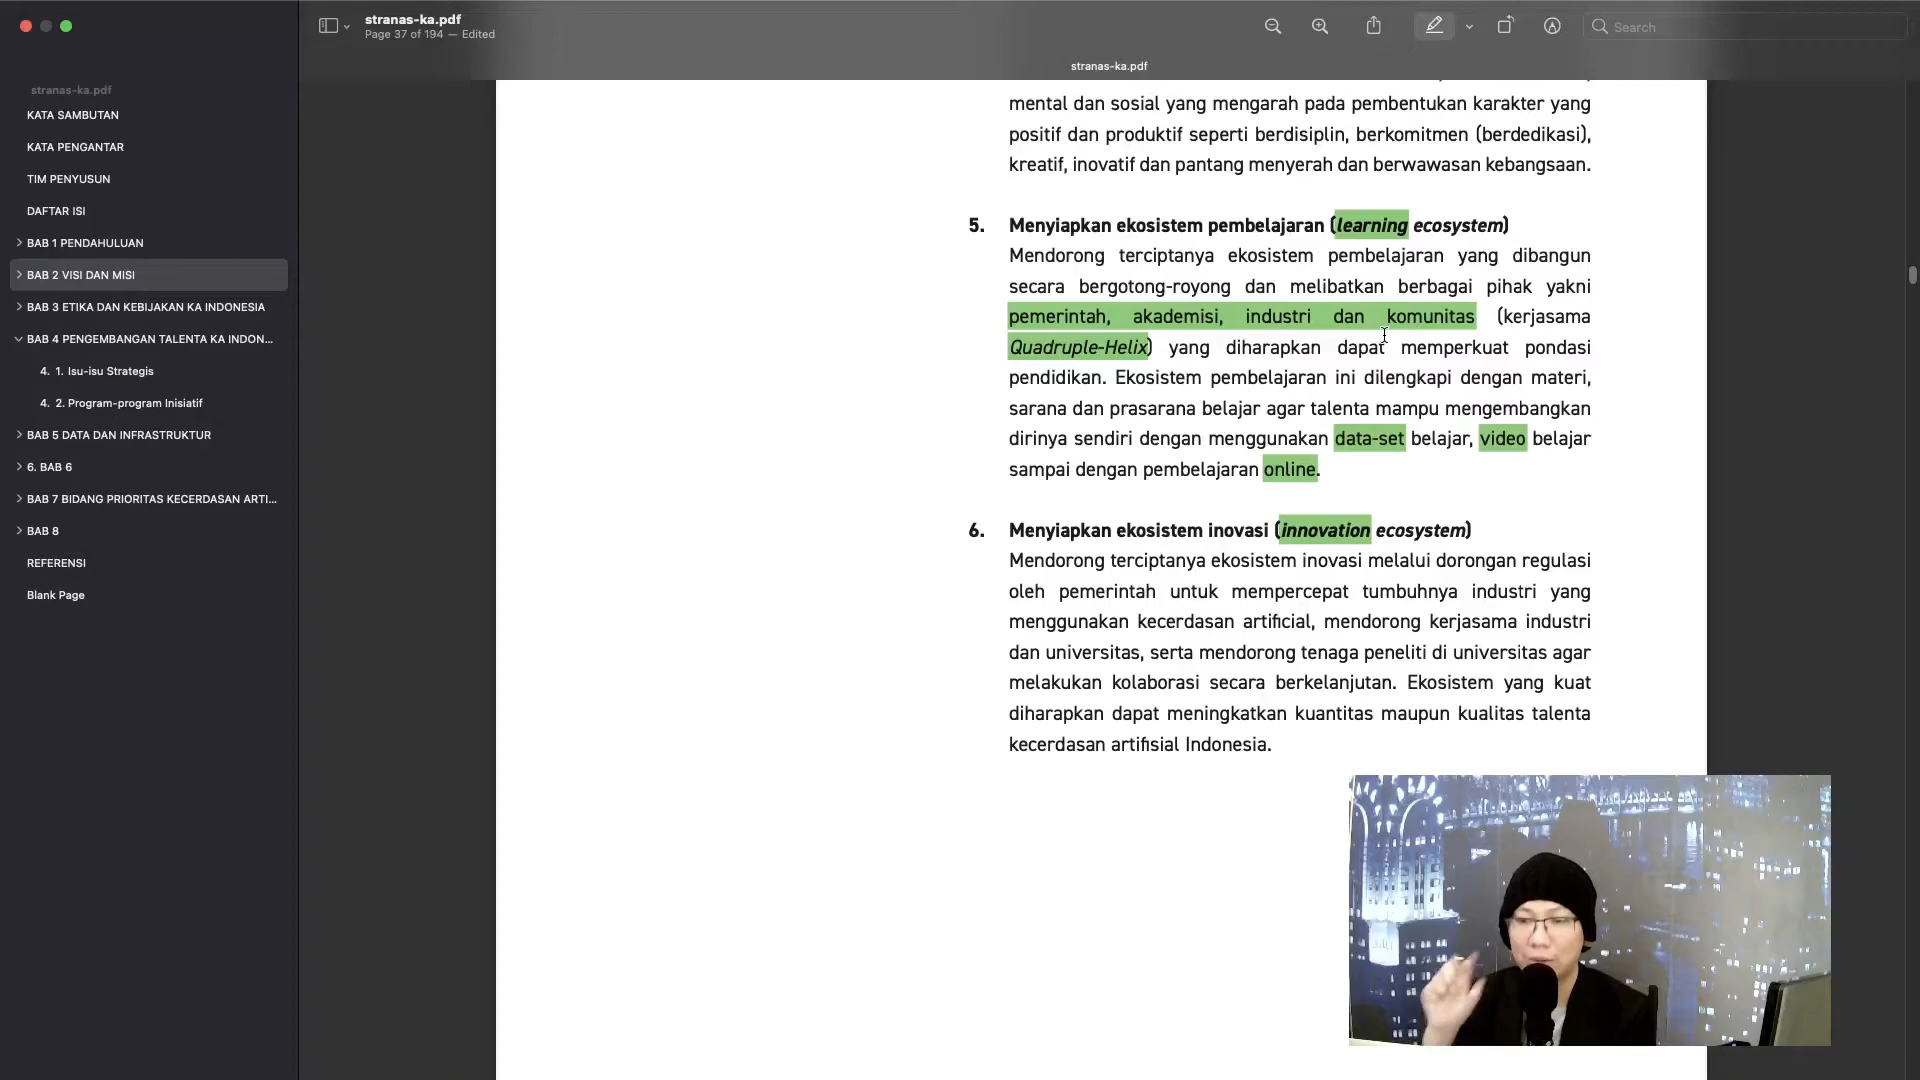 stranas-ka.pdf
Page 37 of 194 — Edited
Search
stranas-ka.pdf
stranas-ka.pdf
KATA SAMBUTAN
KATA PENGANTAR
TIM PENYUSUN
DAFTAR ISI
BAB 1 PENDAHULUAN
BAB 2 VISI DAN MISI
BAB 3 ETIKA DAN KEBIJAKAN KA INDONESIA
BAB 4 PENGEMBANGAN TALENTA KA INDON...
4. 1. Isu-isu Strategis
4. 2. Program-program Inisiatif
BAB 5 DATA DAN INFRASTRUKTUR
6. BAB 6
BAB 7 BIDANG PRIORITAS KECERDASAN ARTI...
BAB 8
REFERENSI
Blank Page
mental dan sosial yang mengarah pada pembentukan karakter yang
positif dan produktif seperti berdisiplin, berkomitmen (berdedikasi),
kreatif, inovatif dan pantang menyerah dan berwawasan kebangsaan.
5. Menyiapkan ekosistem pembelajaran (learning ecosystem)
Mendorong terciptanya ekosistem pembelajaran yang dibangun
secara bergotong-royong dan melibatkan berbagai pihak yakni
pemerintah, akademisi, industri dan komunitas (kerjasama
Quadruple-Helix) yang diharapkan dapat memperkuat pondasi
pendidikan. Ekosistem pembelajaran ini dilengkapi dengan materi,
sarana dan prasarana belajar agar talenta mampu mengembangkan
dirinya sendiri dengan menggunakan data-set belajar, video belajar
sampai dengan pembelajaran online.
6. Menyiapkan ekosistem inovasi (innovation ecosystem)
Mendorong terciptanya ekosistem inovasi melalui dorongan regulasi
oleh pemerintah untuk mempercepat tumbuhnya industri yang
menggunakan kecerdasan artificial, mendorong kerjasama industri
dan universitas, serta mendorong tenaga peneliti di universitas agar
melakukan kolaborasi secara berkelanjutan. Ekosistem yang kuat
diharapkan dapat meningkatkan kuantitas maupun kualitas talenta
kecerdasan artifisial Indonesia.